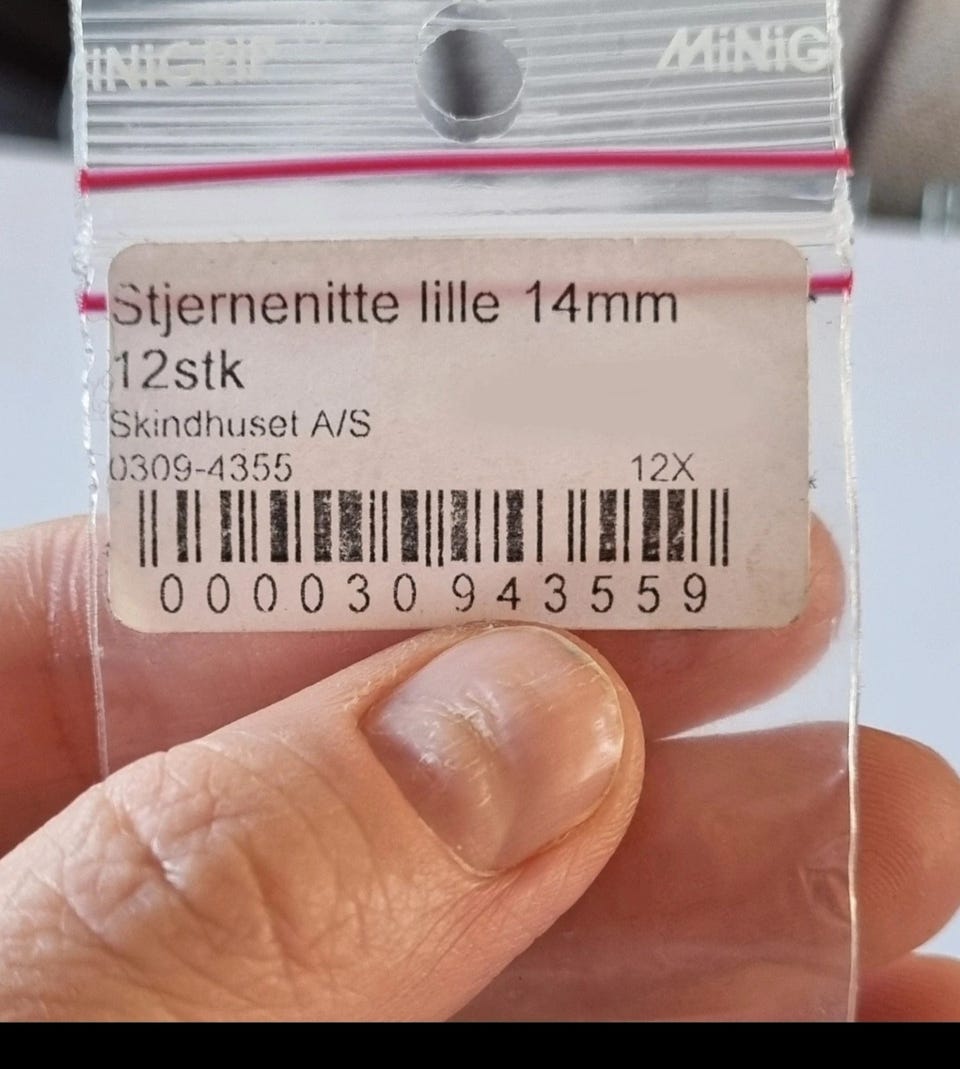 MiNiGRiP MiNiG
Stjernenitte lille 14mm
12stk
Skindhuset A/S
0309-4355 12X
000030943559